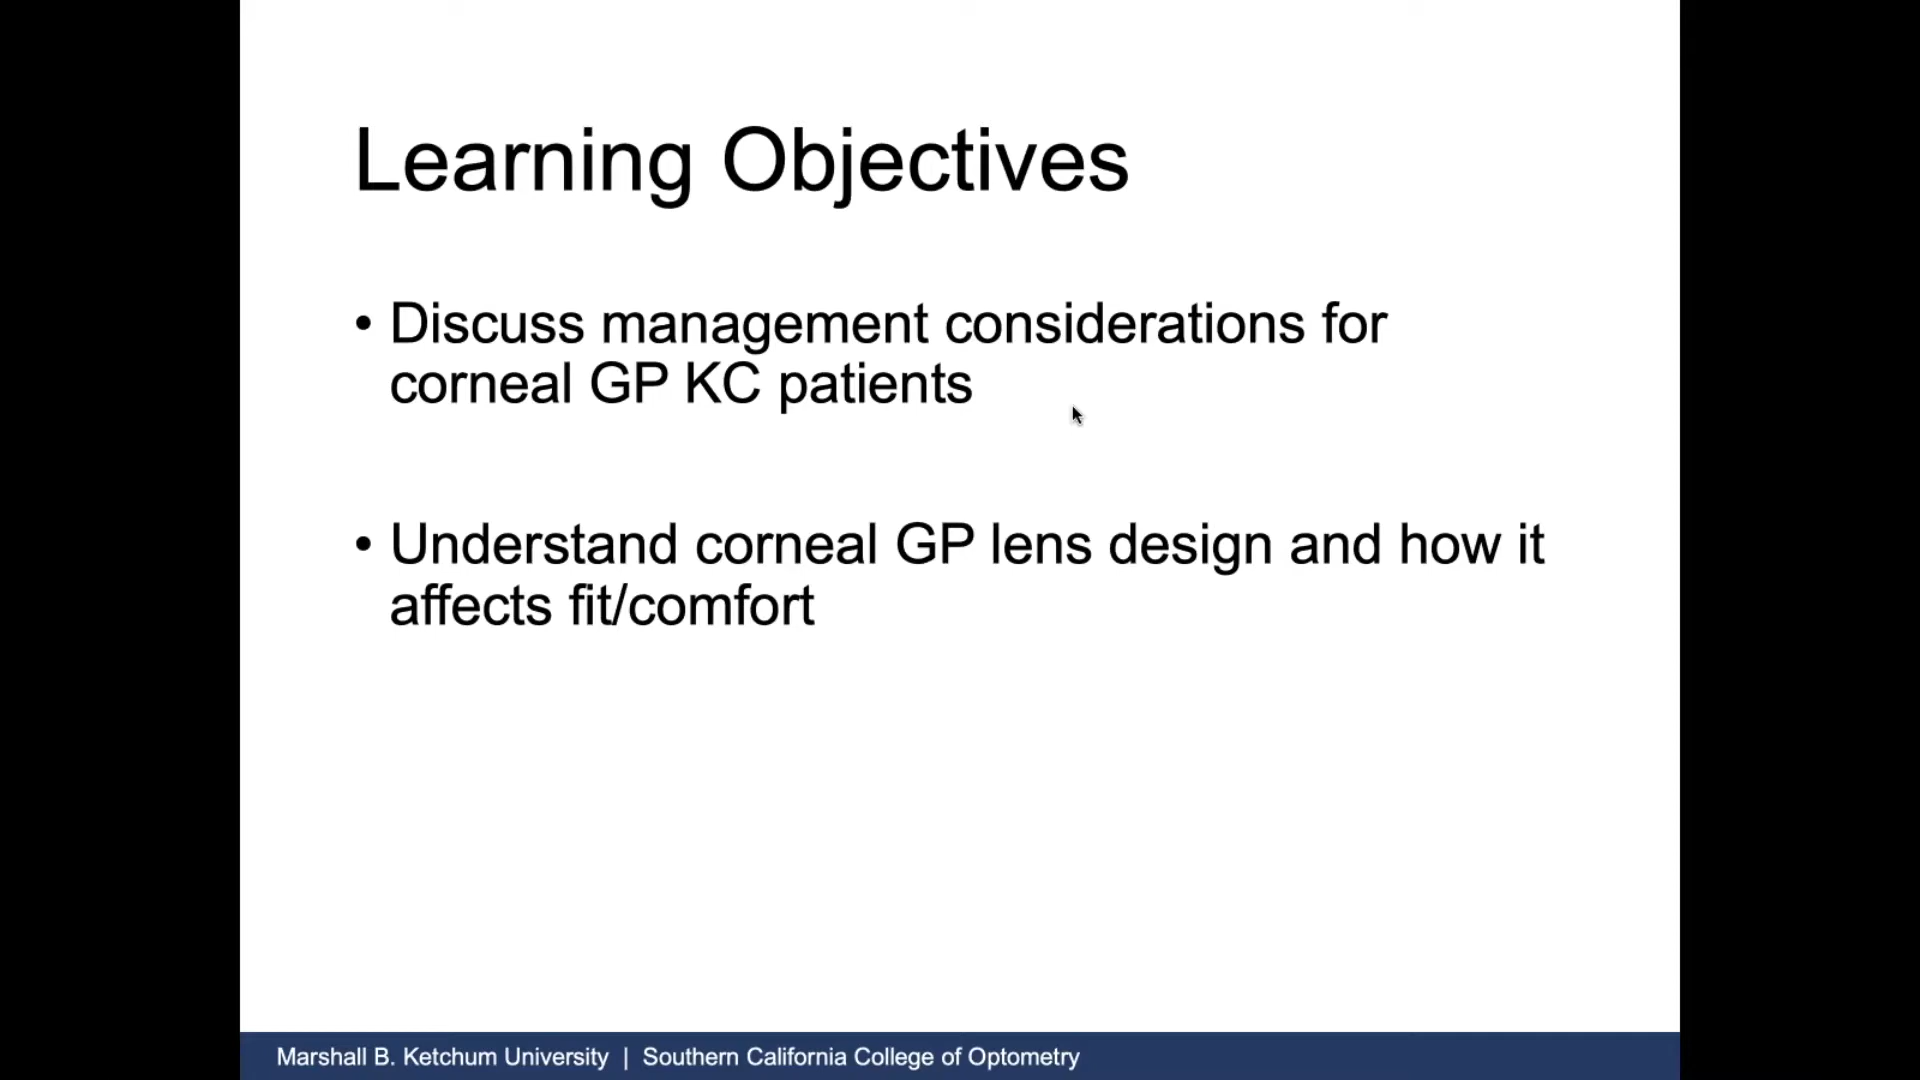 Learning Objectives
• Discuss management considerations for
corneal GP KC patients
• Understand corneal GP lens design and how it
affects fit/comfort
Marshall B. Ketchum University | Southern California College of Optometry